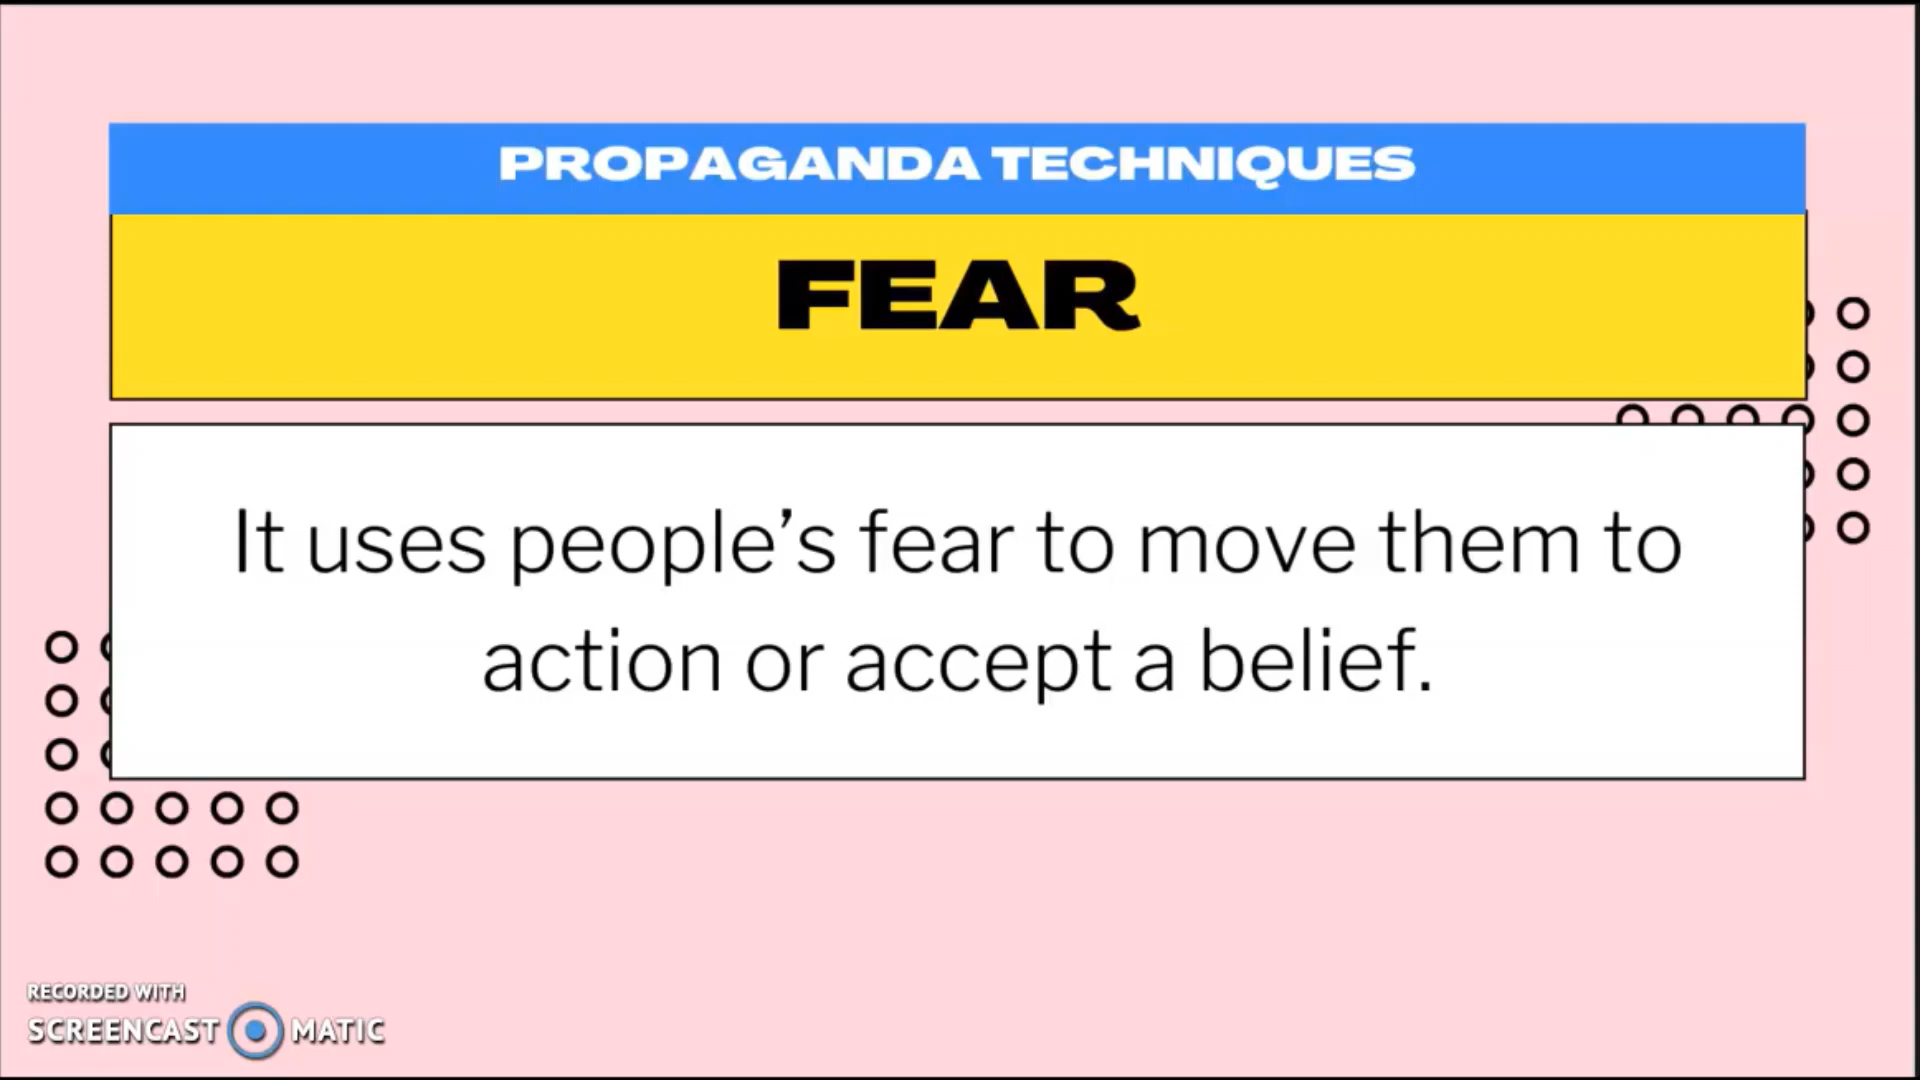 PROPAGANDA TECHNIQUES
FEAR
It uses people’s fear to move them to
action or accept a belief.
RECORDED WITH
SCREENCAST MATIC